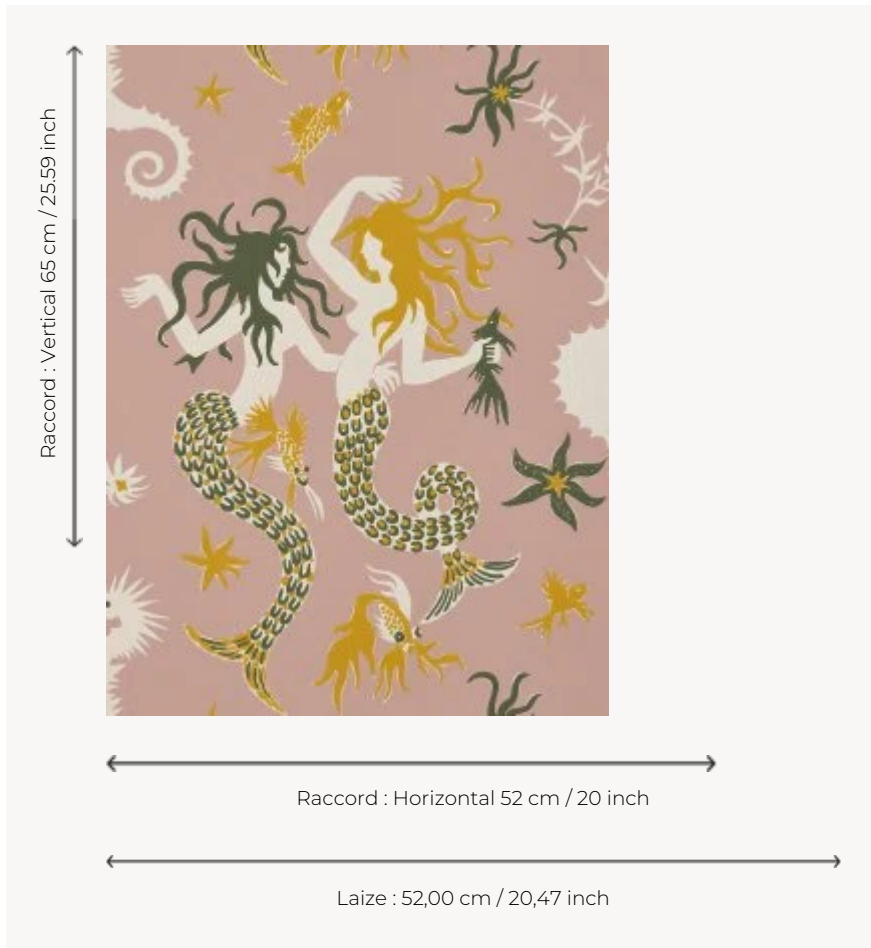 Raccord : Vertical 65 cm / 25.59 inch
Raccord : Horizontal 52 cm / 20 inch
Laize : 52,00 cm / 20,47 inch